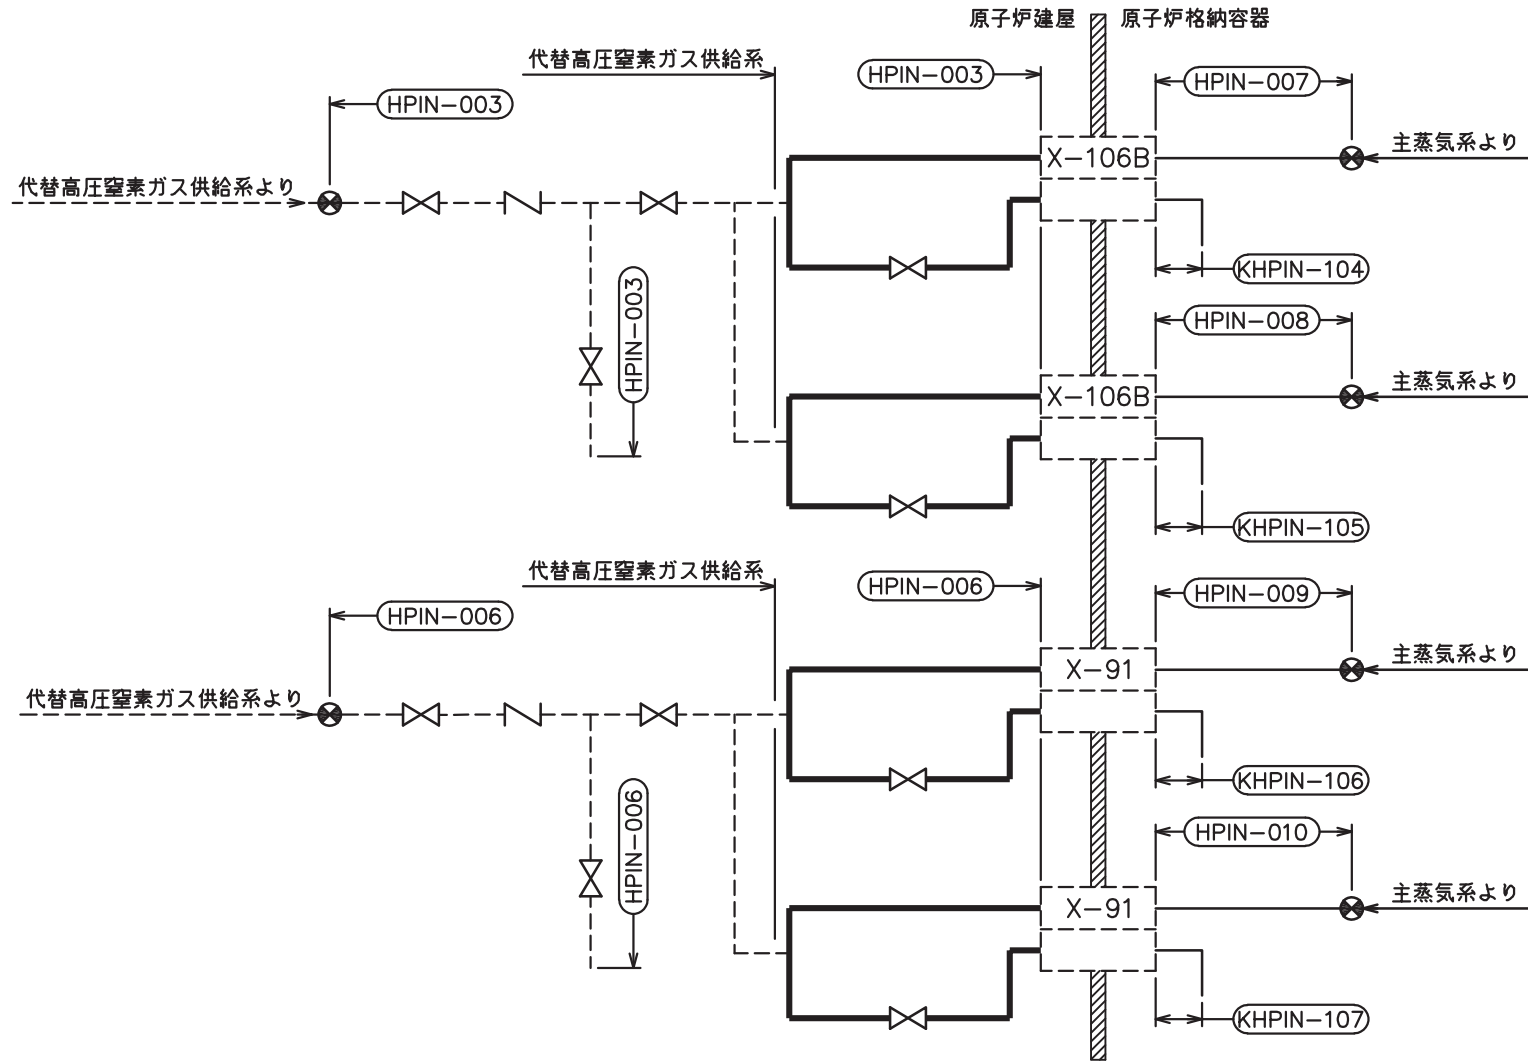 原子炉建屋
原子炉格納容器
代替高圧窒素ガス供給系
HPIN-003
HPIN-007
HPIN-003
主蒸気系より
X-106B
代替高圧窒素ガス供給系より
KHPIN-104
HPIN-003
HPIN-008
主蒸気系より
X-106B
KHPIN-105
代替高圧窒素ガス供給系
HPIN-006
HPIN-009
HPIN-006
主蒸気系より
X-91
代替高圧窒素ガス供給系より
KHPIN-106
HPIN-006
HPIN-010
主蒸気系より
X-91
KHPIN-107